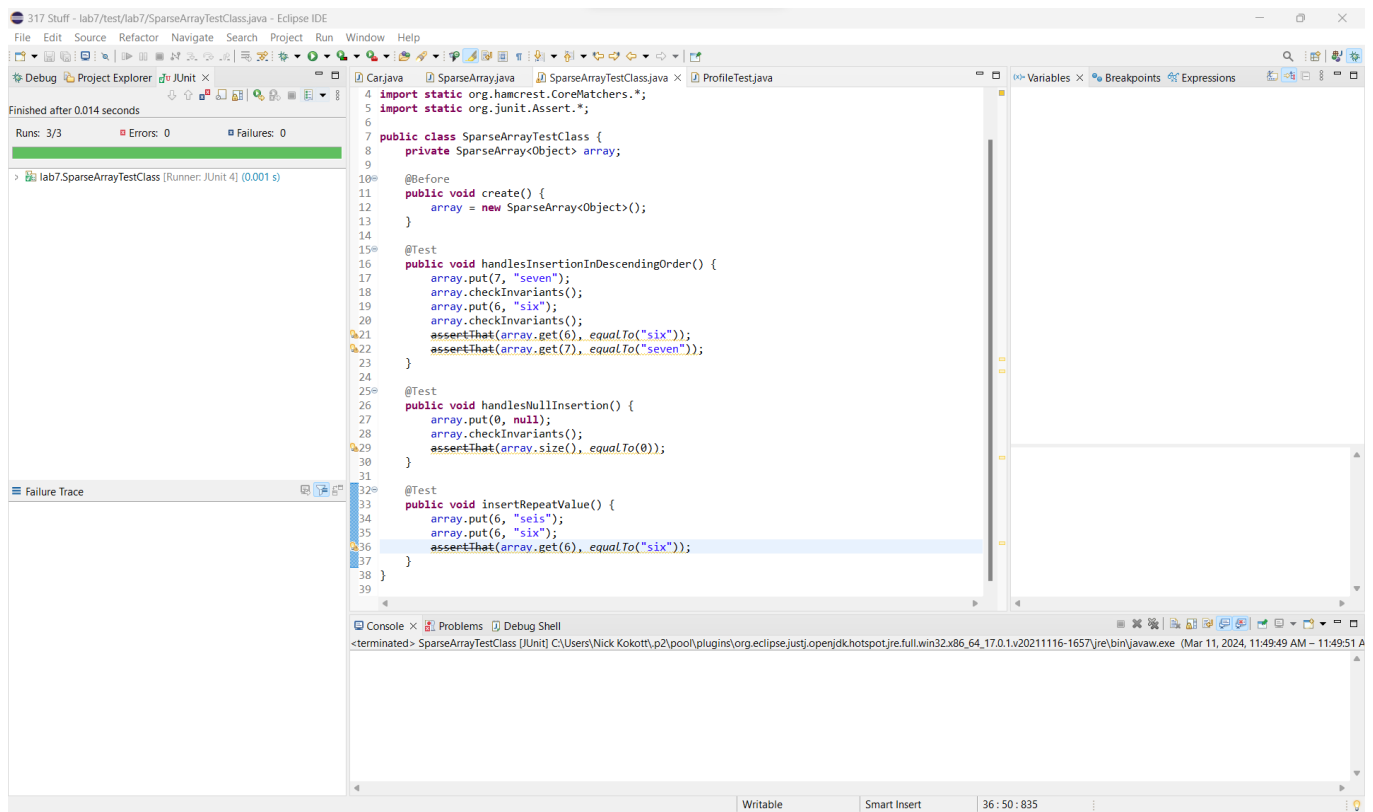 317 Stuff - lab7/test/lab7/SparseArrayTestClass.java - Eclipse IDE
File Edit Source Refactor Navigate Search Project Run Window Help
Debug Project Explorer JUnit
Finished after 0.014 seconds
Runs: 3/3 Errors: 0 Failures: 0
lab7.SparseArrayTestClass [Runner: JUnit 4] (0.001 s)
Failure Trace
Car.java SparseArray.java SparseArrayTestClass.java ProfileTest.java
4 import static org.hamcrest.CoreMatchers.*;
5 import static org.junit.Assert.*;
6
7 public class SparseArrayTestClass {
8     private SparseArray<Object> array;
9
10     @Before
11     public void create() {
12         array = new SparseArray<Object>();
13     }
14
15     @Test
16     public void handlesInsertionInDescendingOrder() {
17         array.put(7, "seven");
18         array.checkInvariants();
19         array.put(6, "six");
20         array.checkInvariants();
21         assertThat(array.get(6), equalTo("six"));
22         assertThat(array.get(7), equalTo("seven"));
23     }
24
25     @Test
26     public void handlesNullInsertion() {
27         array.put(0, null);
28         array.checkInvariants();
29         assertThat(array.size(), equalTo(0));
30     }
31
32     @Test
33     public void insertRepeatValue() {
34         array.put(6, "seis");
35         array.put(6, "six");
36         assertThat(array.get(6), equalTo("six"));
37     }
38 }
39
Variables Breakpoints Expressions
Console Problems Debug Shell
<terminated> SparseArrayTestClass [JUnit] C:\Users\Nick Kokott\.p2\pool\plugins\org.eclipse.justj.openjdk.hotspot.jre.full.win32.x86_64_17.0.1.v20211116-1657\jre\bin\javaw.exe (Mar 11, 2024, 11:49:49 AM – 11:49:51 A
Writable Smart Insert 36 : 50 : 835